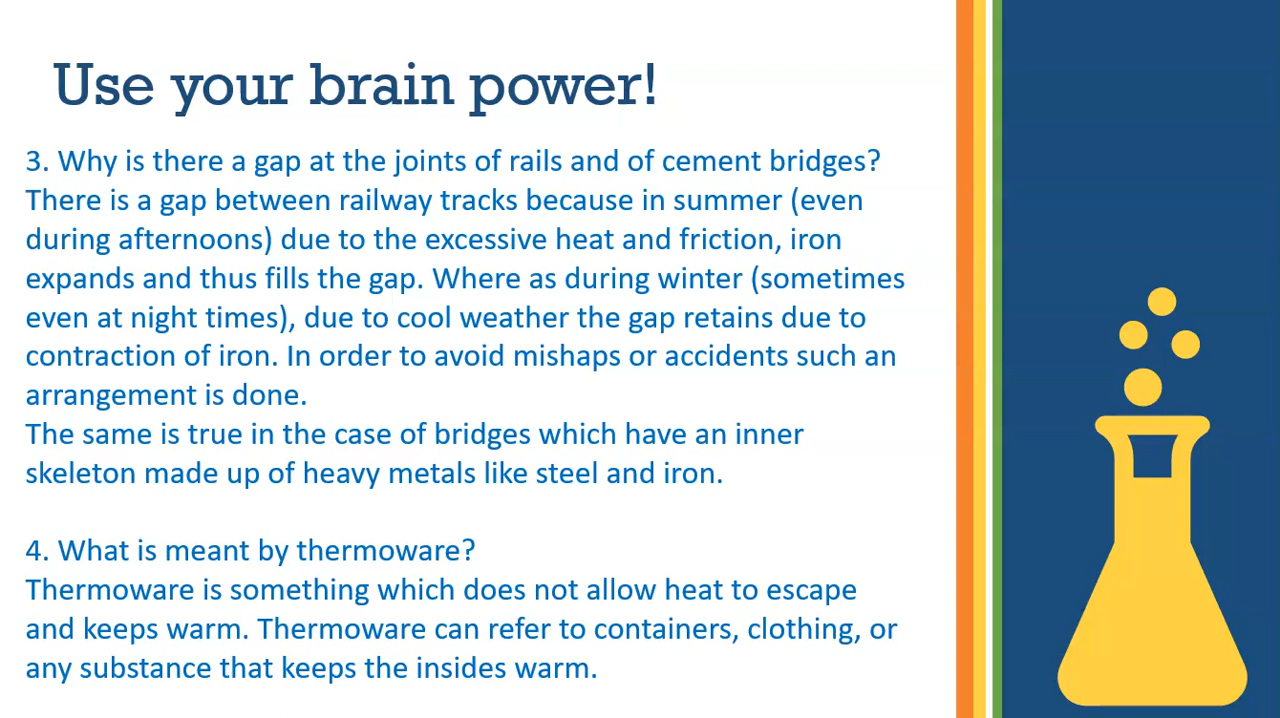 Use your brain power!
3. Why is there a gap at the joints of rails and of cement bridges?
There is a gap between railway tracks because in summer (even
during afternoons) due to the excessive heat and friction, iron
expands and thus fills the gap. Where as during winter (sometimes
even at night times), due to cool weather the gap retains due to
contraction of iron. In order to avoid mishaps or accidents such an
arrangement is done.
The same is true in the case of bridges which have an inner
skeleton made up of heavy metals like steel and iron.
4. What is meant by thermoware?
Thermoware is something which does not allow heat to escape
and keeps warm. Thermoware can refer to containers, clothing, or
any substance that keeps the insides warm.